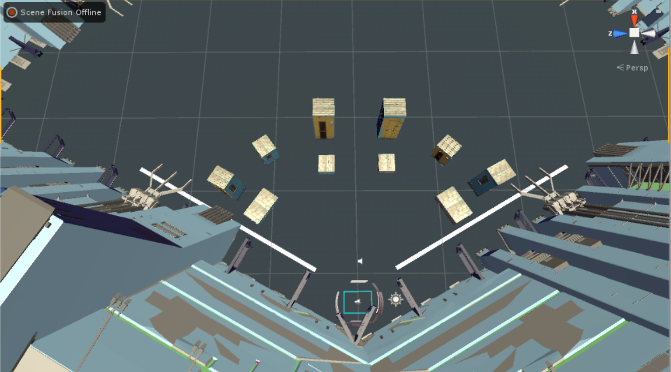 Scene Fusion Offline
x
z
Persp